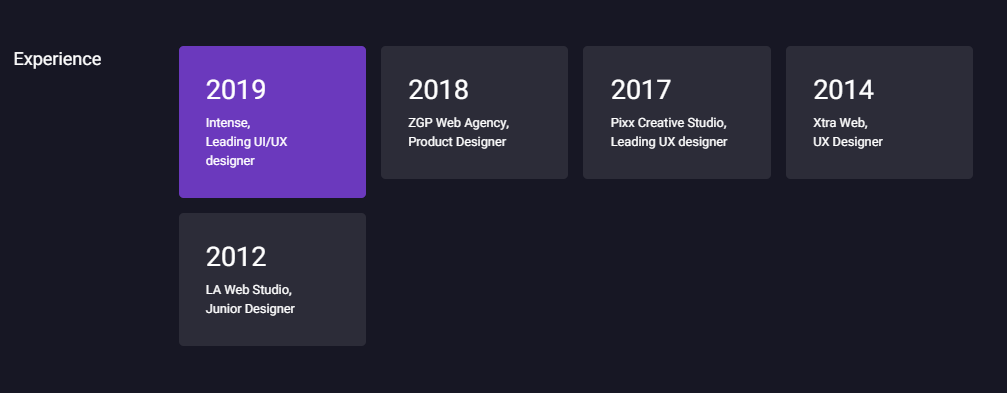 Experience
2019
Intense,
Leading UI/UX
designer
2018
ZGP Web Agency,
Product Designer
2017
Pixx Creative Studio,
Leading UX designer
2014
Xtra Web,
UX Designer
2012
LA Web Studio,
Junior Designer